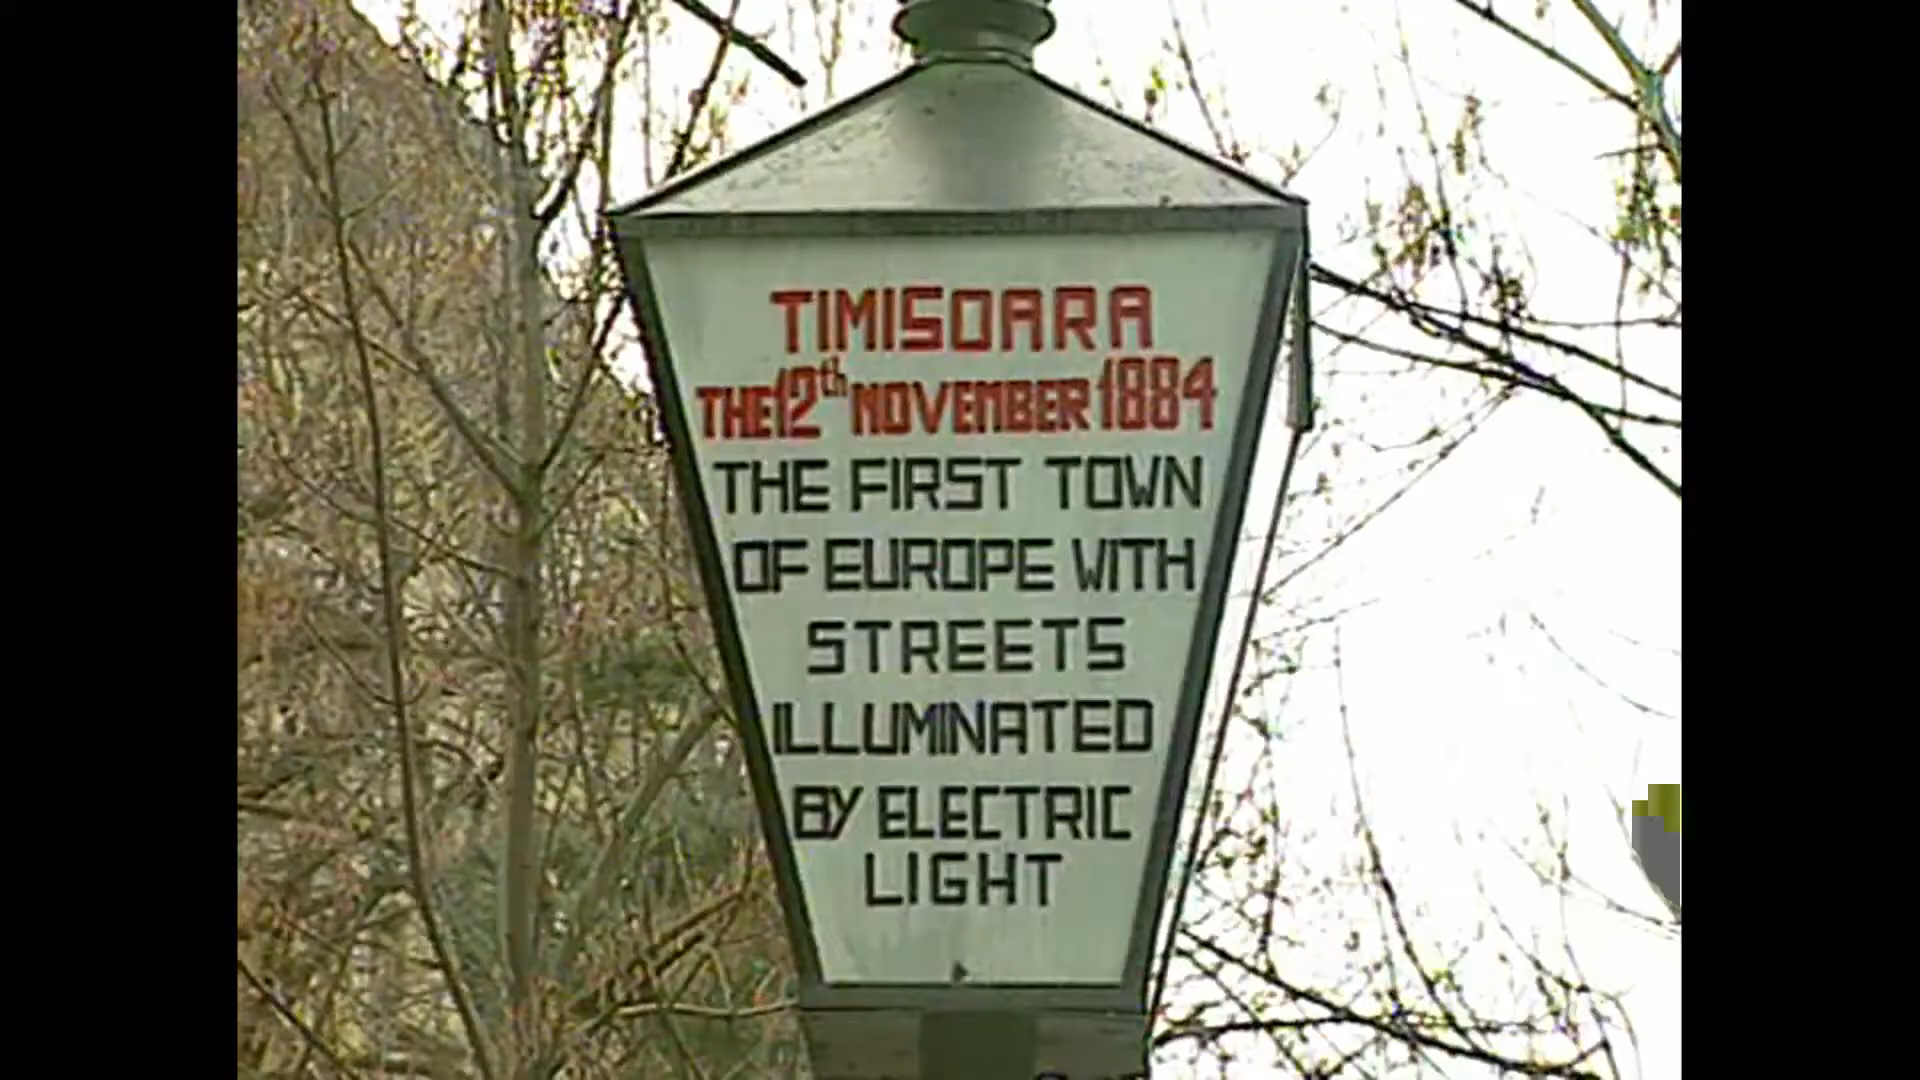 TIMISOARA
THE 12th NOVEMBER 1884
THE FIRST TOWN
OF EUROPE WITH
STREETS
ILLUMINATED
BY ELECTRIC
LIGHT